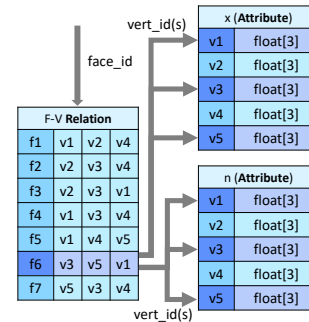 face_id
vert_id(s)
x (Attribute)
v1 float[3]
v2 float[3]
v3 float[3]
v4 float[3]
v5 float[3]
F-V Relation
f1 v1 v2 v4
f2 v2 v3 v4
f3 v2 v3 v1
f4 v1 v3 v4
f5 v1 v4 v5
f6 v3 v5 v1
f7 v5 v3 v4
n (Attribute)
v1 float[3]
v2 float[3]
v3 float[3]
v4 float[3]
v5 float[3]
vert_id(s)